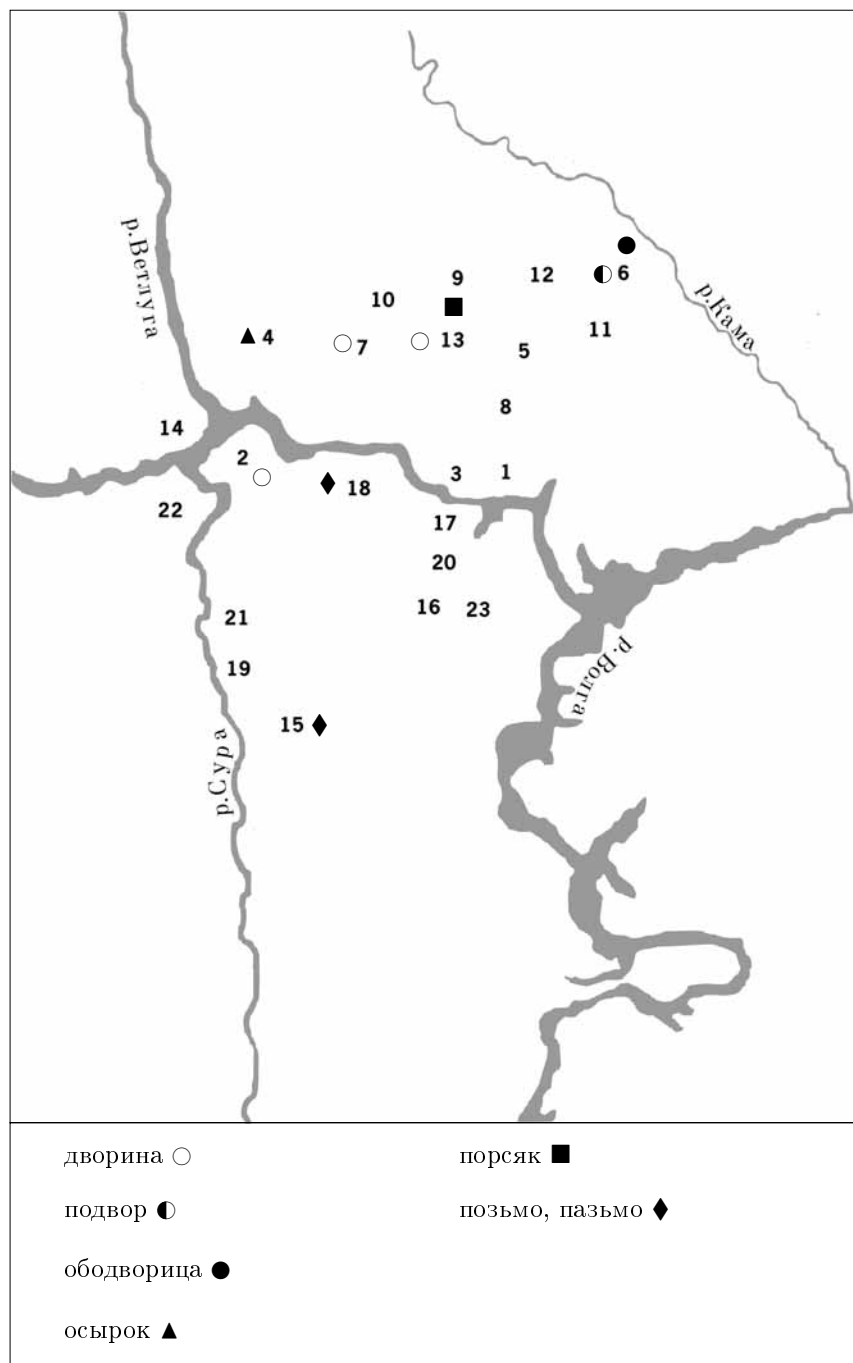 р.Ветлуга
р.Кама
9
12
6
10
4
7
13
5
11
8
14
2
18
3
1
22
17
20
21
16
23
р.Волга
19
15
р.Сура
дворина
порсяк
подвор
позьмо, пазьмо
ободворица
осырок